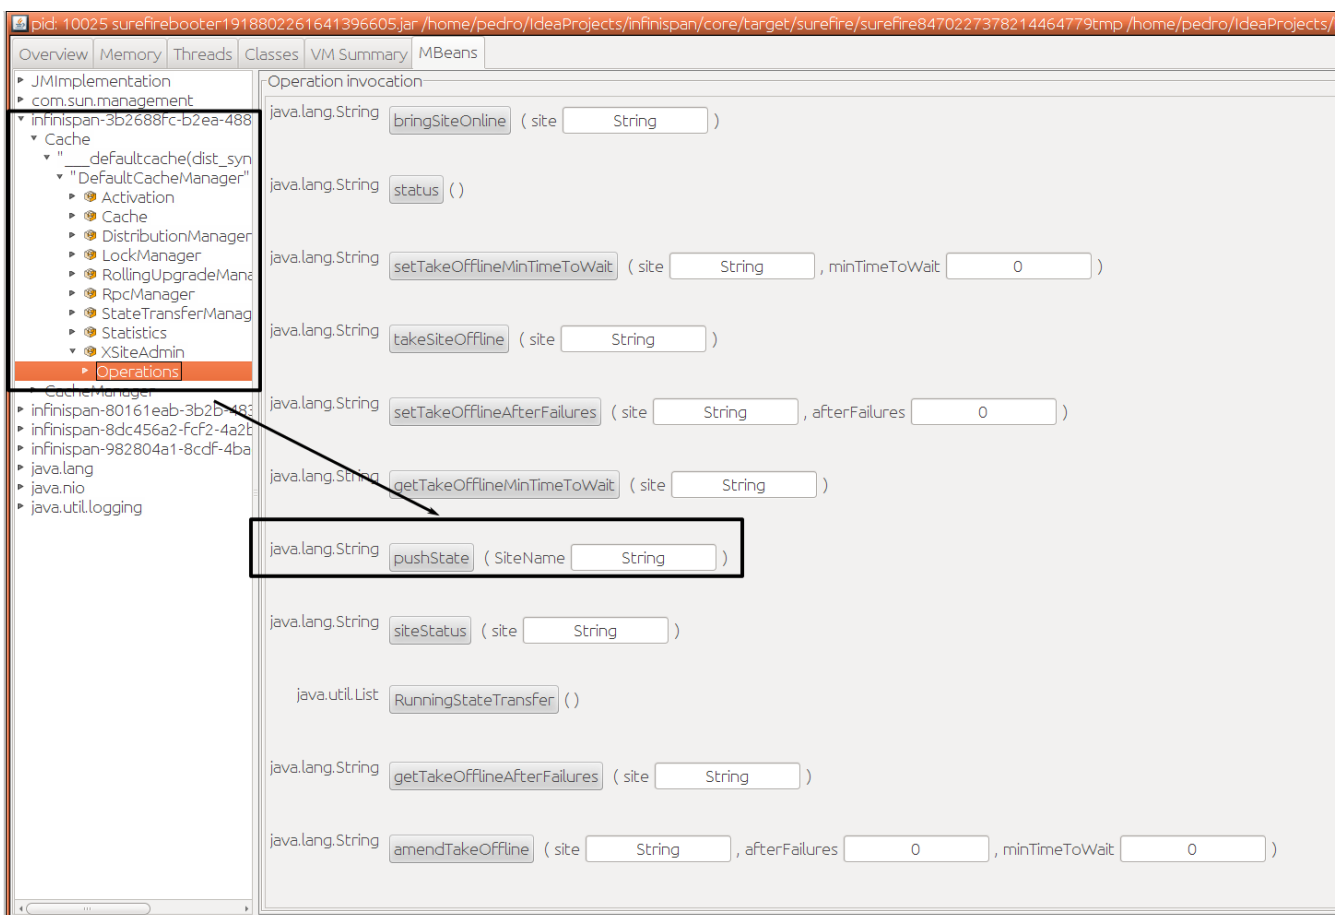 pid: 10025 surefirebooter1918802261641396605.jar /home/pedro/IdeaProjects/infinispan/core/target/surefire/surefire8470227378214464779tmp /home/pedro/IdeaProjects/
Overview Memory Threads Classes VM Summary MBeans
JMImplementation
com.sun.management
infinispan-3b2688fc-b2ea-488
Cache
"___defaultcache(dist_syn
"DefaultCacheManager"
Activation
Cache
DistributionManager
LockManager
RollingUpgradeMana
RpcManager
StateTransferManag
Statistics
XSiteAdmin
Operations
CacheManager
infinispan-80161eab-3b2b-483
infinispan-8dc456a2-fcf2-4a2b
infinispan-982804a1-8cdf-4ba
java.lang
java.nio
java.util.logging
Operation invocation
java.lang.String bringSiteOnline ( site String )
java.lang.String status ( )
java.lang.String setTakeOfflineMinTimeToWait ( site String , minTimeToWait 0 )
java.lang.String takeSiteOffline ( site String )
java.lang.String setTakeOfflineAfterFailures ( site String , afterFailures 0 )
java.lang.String getTakeOfflineMinTimeToWait ( site String )
java.lang.String pushState ( SiteName String )
java.lang.String siteStatus ( site String )
java.util.List RunningStateTransfer ( )
java.lang.String getTakeOfflineAfterFailures ( site String )
java.lang.String amendTakeOffline ( site String , afterFailures 0 , minTimeToWait 0 )